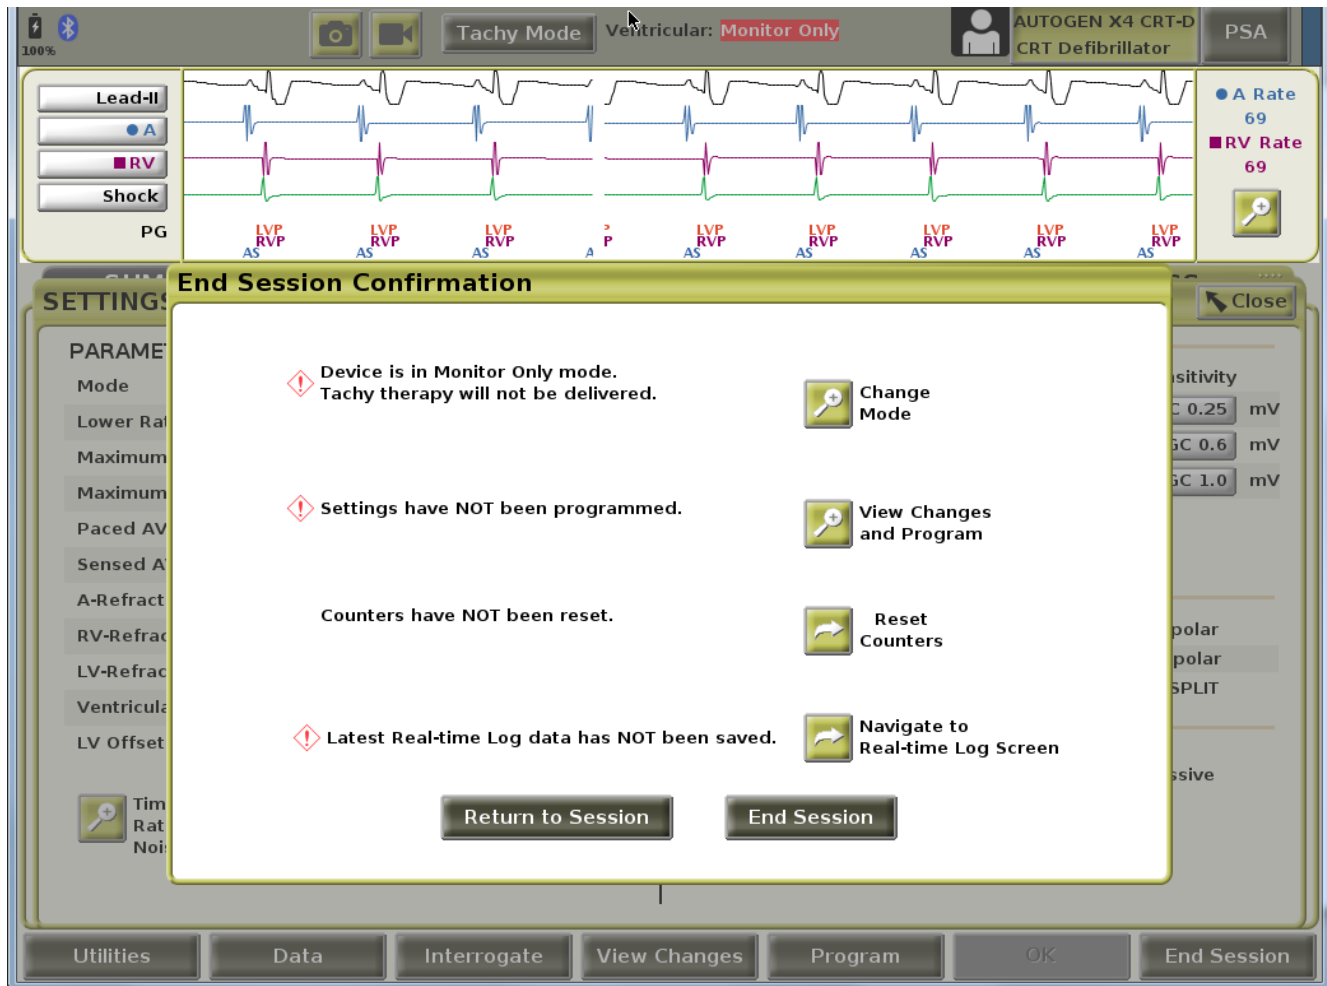 100%
Tachy Mode
Ventricular: Monitor Only
AUTOGEN X4 CRT-D
CRT Defibrillator
PSA
Lead-II
A
RV
Shock
PG
LVP LVP LVP LVP LVP LVP LVP LVP
RVP RVP RVP P RVP RVP RVP RVP RVP
AS AS AS A AS AS AS AS AS
A Rate
69
RV Rate
69
SETTINGS
Close
End Session Confirmation
Device is in Monitor Only mode.
Tachy therapy will not be delivered.
Change
Mode
Settings have NOT been programmed.
View Changes
and Program
Counters have NOT been reset.
Reset
Counters
Latest Real-time Log data has NOT been saved.
Navigate to
Real-time Log Screen
Return to Session
End Session
PARAME
Mode
Lower Rat
Maximum
Maximum
Paced AV
Sensed A
A-Refract
RV-Refrac
LV-Refrac
Ventricula
LV Offset
Tim
Rat
Noi
sitivity
C 0.25 mV
GC 0.6 mV
GC 1.0 mV
polar
polar
SPLIT
ssive
Utilities
Data
Interrogate
View Changes
Program
OK
End Session